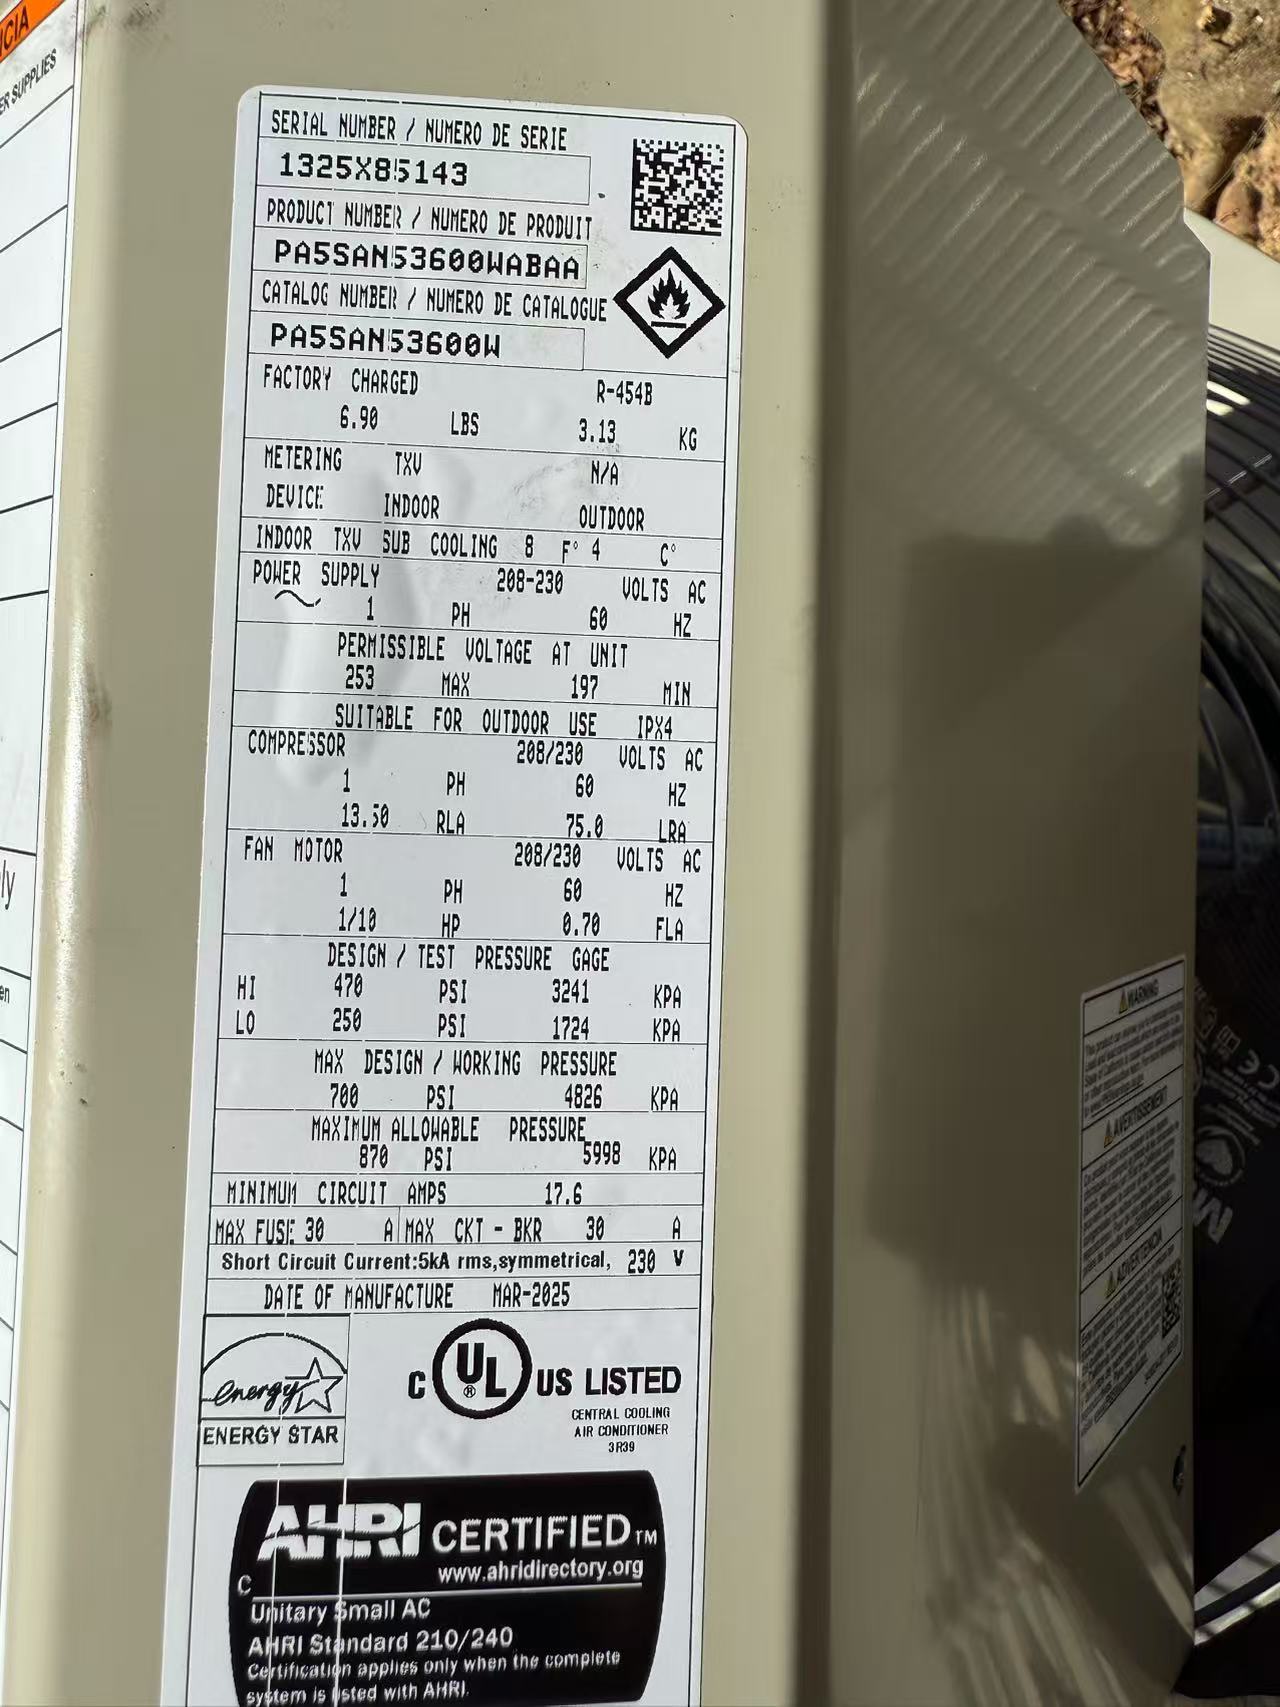 CIA
ER SUPPLIES
SERIAL NUMBER / NUMERO DE SERIE
1325X85143
PRODUCT NUMBER / NUMERO DE PRODUIT
PA5SAN53600WABAA
CATALOG NUMBER / NUMERO DE CATALOGUE
PA5SAN53600W
FACTORY CHARGED R-454B
6.90 LBS 3.13 KG
METERING TXV N/A
DEVICE INDOOR OUTDOOR
INDOOR TXV SUB COOLING 8 F° 4 C°
POWER SUPPLY 208-230 VOLTS AC
1 PH 60 HZ
PERMISSIBLE VOLTAGE AT UNIT
253 MAX 197 MIN
SUITABLE FOR OUTDOOR USE IPX4
COMPRESSOR 208/230 VOLTS AC
1 PH 60 HZ
13.50 RLA 75.0 LRA
FAN MOTOR 208/230 VOLTS AC
1 PH 60 HZ
1/10 HP 0.70 FLA
DESIGN / TEST PRESSURE GAGE
HI 470 PSI 3241 KPA
LO 250 PSI 1724 KPA
MAX DESIGN / WORKING PRESSURE
700 PSI 4826 KPA
MAXIMUM ALLOWABLE PRESSURE
870 PSI 5998 KPA
MINIMUM CIRCUIT AMPS 17.6
MAX FUSE 30 A MAX CKT - BKR 30 A
Short Circuit Current:5kA rms,symmetrical, 230 V
DATE OF MANUFACTURE MAR-2025
energy
ENERGY STAR
C UL ® US LISTED
CENTRAL COOLING
AIR CONDITIONER
3R39
AHRI CERTIFIED™
www.ahridirectory.org
C
Unitary Small AC
AHRI Standard 210/240
Certification applies only when the complete
system is listed with AHRI.
ly
en
WARNING
AVERTISSEMENT
ADVERTENCIA